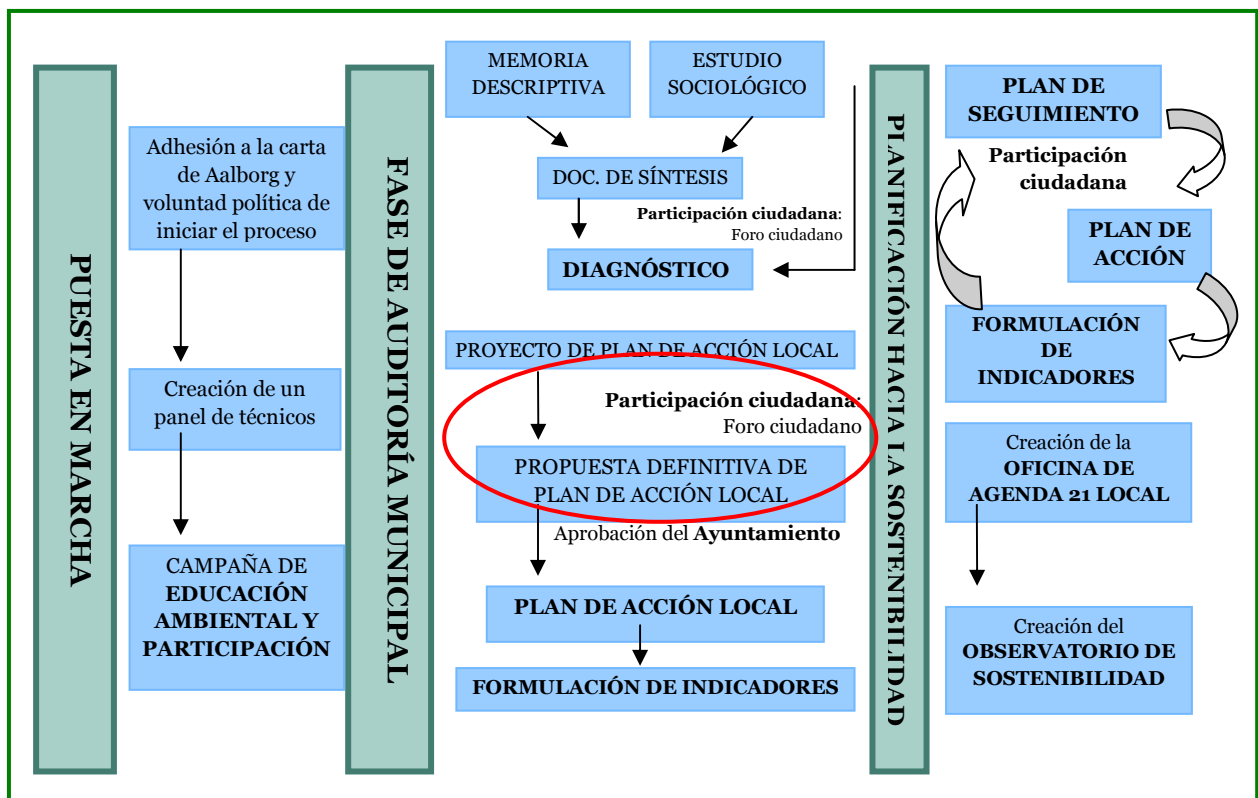 PUESTA EN MARCHA
Adhesión a la carta
de Aalborg y
voluntad política de
iniciar el proceso
Creación de un
panel de técnicos
CAMPAÑA DE
EDUCACIÓN
AMBIENTAL Y
PARTICIPACIÓN
FASE DE AUDITORÍA MUNICIPAL
MEMORIA
DESCRIPTIVA
ESTUDIO
SOCIOLÓGICO
DOC. DE SÍNTESIS
Participación ciudadana:
Foro ciudadano
DIAGNÓSTICO
PROYECTO DE PLAN DE ACCIÓN LOCAL
Participación ciudadana:
Foro ciudadano
PROPUESTA DEFINITIVA DE
PLAN DE ACCIÓN LOCAL
Aprobación del Ayuntamiento
PLAN DE ACCIÓN LOCAL
FORMULACIÓN DE INDICADORES
PLANIFICACIÓN HACIA LA SOSTENIBILIDAD
PLAN DE
SEGUIMIENTO
Participación
ciudadana
PLAN DE
ACCIÓN
FORMULACIÓN
DE
INDICADORES
Creación de la
OFICINA DE
AGENDA 21 LOCAL
Creación del
OBSERVATORIO DE
SOSTENIBILIDAD